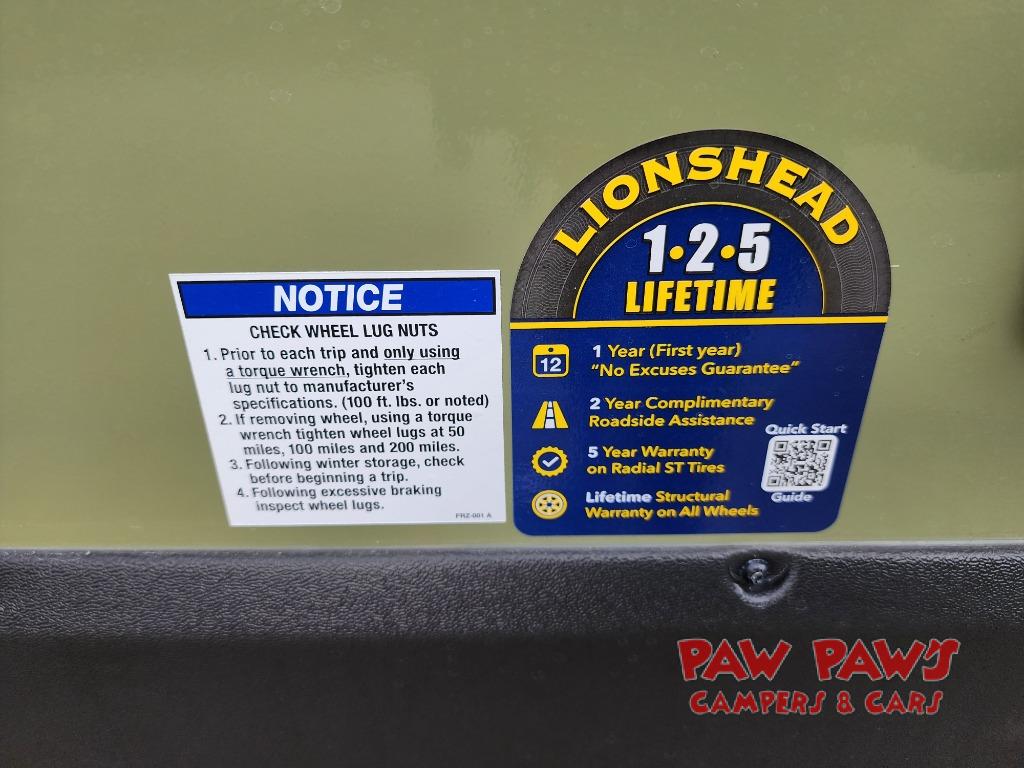 NOTICE
CHECK WHEEL LUG NUTS
1. Prior to each trip and only using
a torque wrench, tighten each
lug nut to manufacturer's
specifications. (100 ft. lbs. or noted)
2. If removing wheel, using a torque
wrench tighten wheel lugs at 50
miles, 100 miles and 200 miles.
3. Following winter storage, check
before beginning a trip.
4. Following excessive braking
inspect wheel lugs.
FRZ-001 A
LIONSHEAD
1•2•5
LIFETIME
12
1 Year (First year)
"No Excuses Guarantee"
2 Year Complimentary
Roadside Assistance
5 Year Warranty
on Radial ST Tires
Lifetime Structural
Warranty on All Wheels
Quick Start
Guide
PAW PAW'S
CAMPERS & CARS